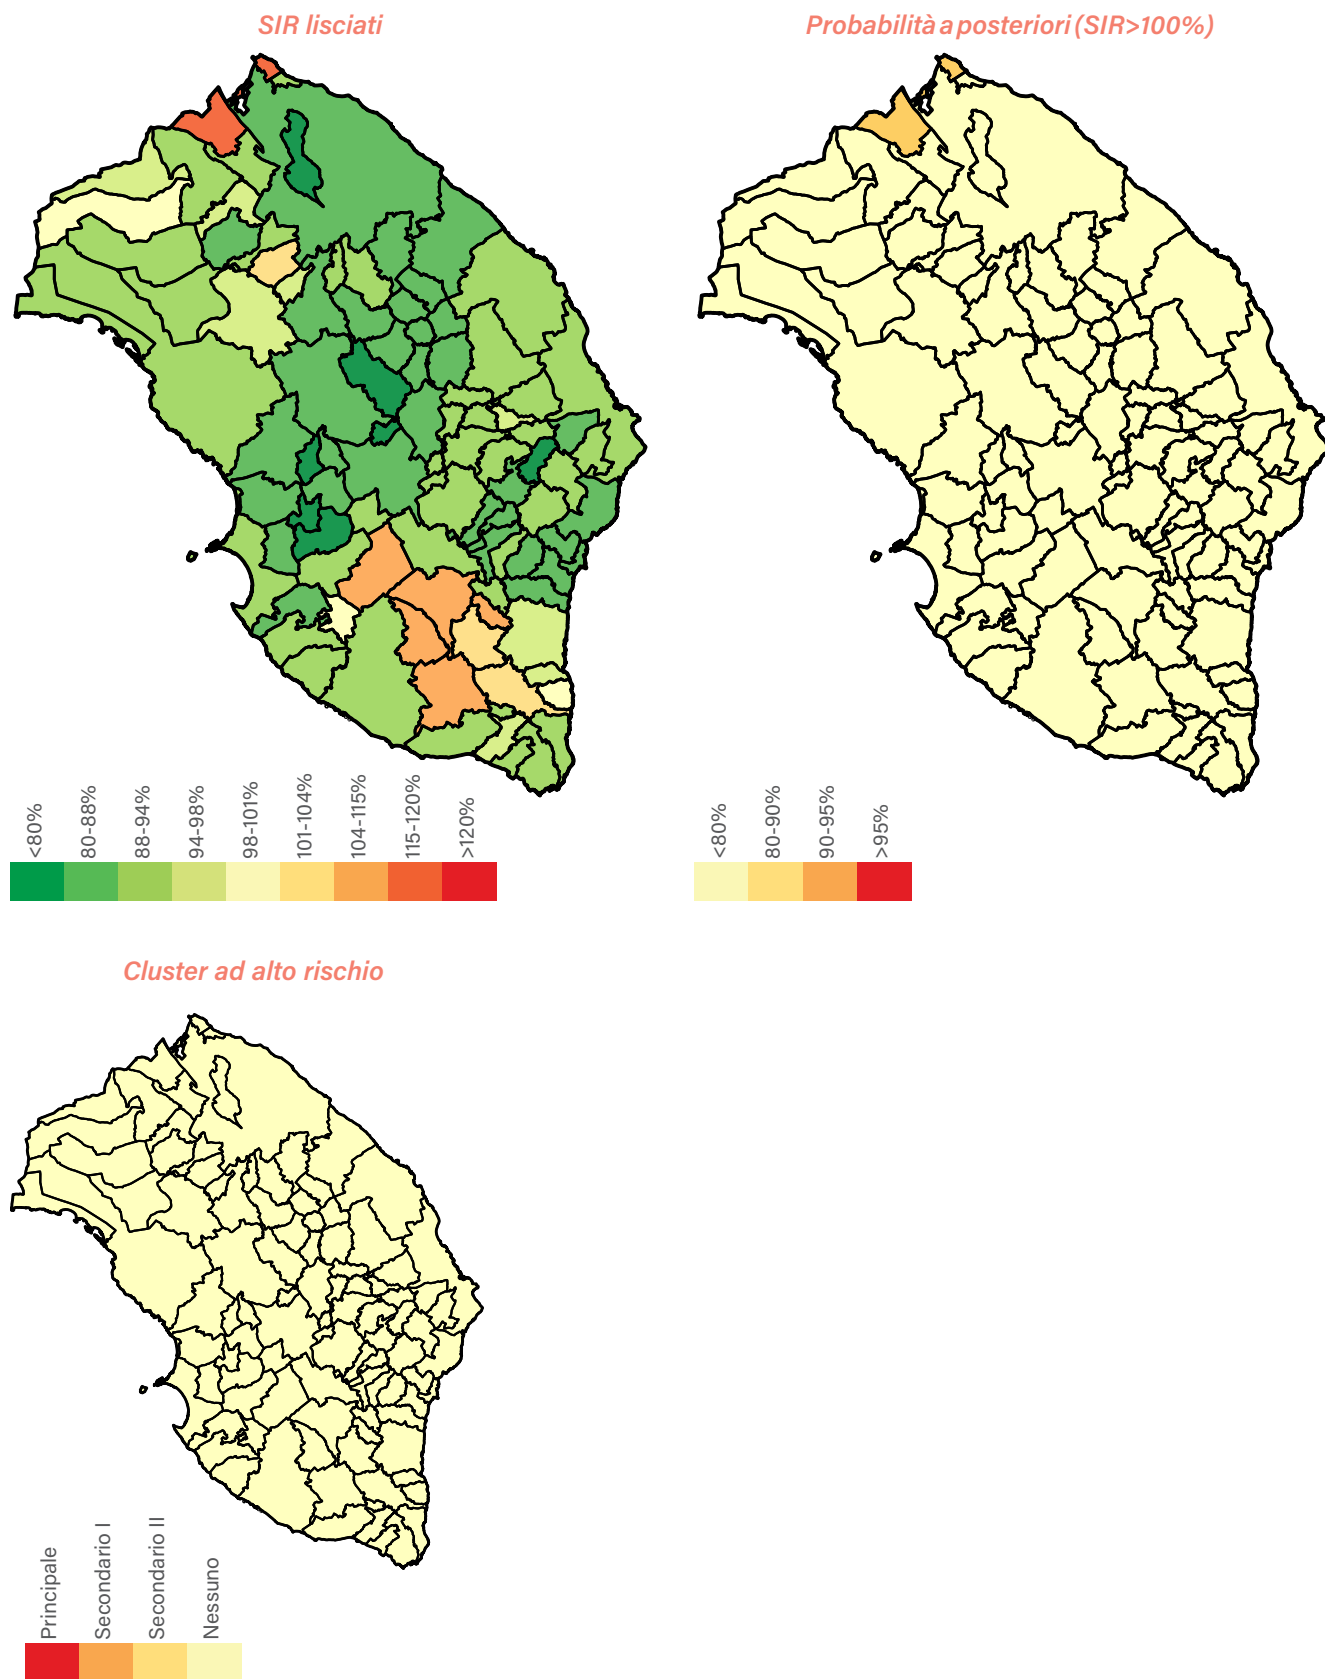 SIR lisciati
Probabilità a posteriori (SIR>100%)
<80%
80-88%
88-94%
94-98%
98-101%
101-104%
104-115%
115-120%
>120%
<80%
80-90%
90-95%
>95%
Cluster ad alto rischio
Principale
Secondario I
Secondario II
Nessuno